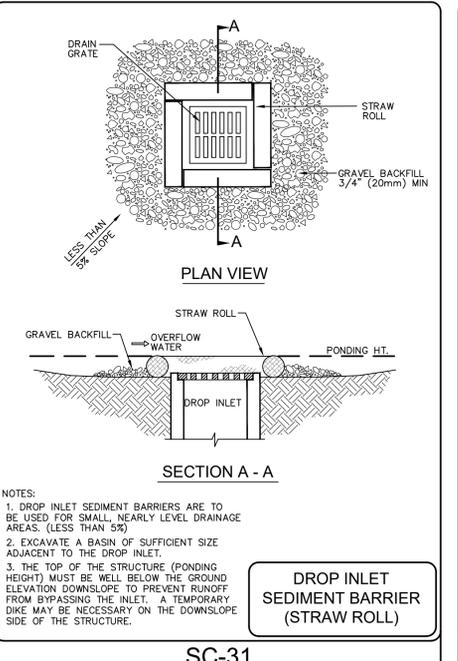 A
DRAIN
GRATE
STRAW
ROLL
GRAVEL BACKFILL
3/4" (20mm) MIN
LESS THAN
5% SLOPE
A
PLAN VIEW
STRAW ROLL
GRAVEL BACKFILL
OVERFLOW
WATER
PONDING HT.
DROP INLET
SECTION A - A
NOTES:
1. DROP INLET SEDIMENT BARRIERS ARE TO
BE USED FOR SMALL, NEARLY LEVEL DRAINAGE
AREAS. (LESS THAN 5%)
2. EXCAVATE A BASIN OF SUFFICIENT SIZE
ADJACENT TO THE DROP INLET.
3. THE TOP OF THE STRUCTURE (PONDING
HEIGHT) MUST BE WELL BELOW THE GROUND
ELEVATION DOWNSLOPE TO PREVENT RUNOFF
FROM BYPASSING THE INLET. A TEMPORARY
DIKE MAY BE NECESSARY ON THE DOWNSLOPE
SIDE OF THE STRUCTURE.
DROP INLET
SEDIMENT BARRIER
(STRAW ROLL)
SC-31